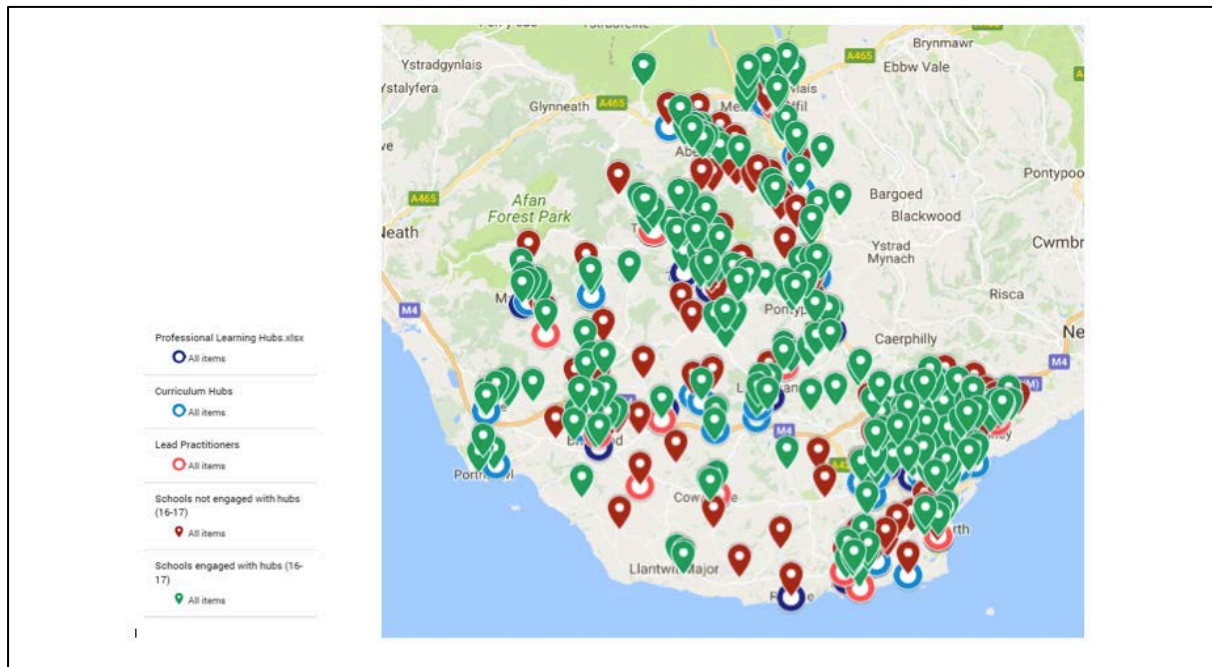 Professional Learning Hubs.xlsx
All items
Curriculum Hubs
All items
Lead Practitioners
All items
Schools not engaged with hubs
(16-17)
All items
Schools engaged with hubs (16-
17)
All items
Brynmawr
A465
Ebbw Vale
Ystradgynlais
Ystalyfera
Glynneath
A465
A465
Afan
Forest Park
Neath
Bargoed
Blackwood
Pontypoo
Ystrad
Mynach
Cwmbr
Risca
M4
Caerphilly
Ne
M4
M4
Llantwit Major